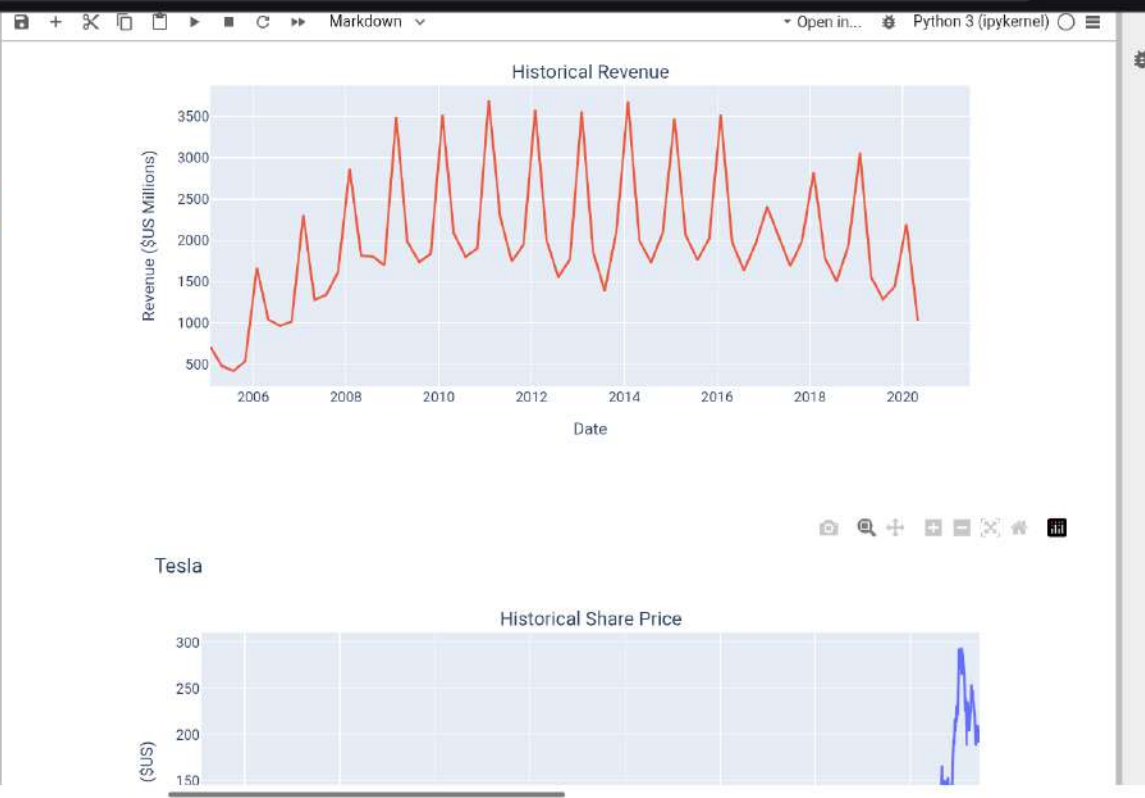 Markdown
Open in...
Python 3 (ipykernel)
Historical Revenue
3500
3000
2500
2000
1500
1000
500
Revenue ($US Millions)
2006 2008 2010 2012 2014 2016 2018 2020
Date
Tesla
Historical Share Price
300
250
200
150
($US)